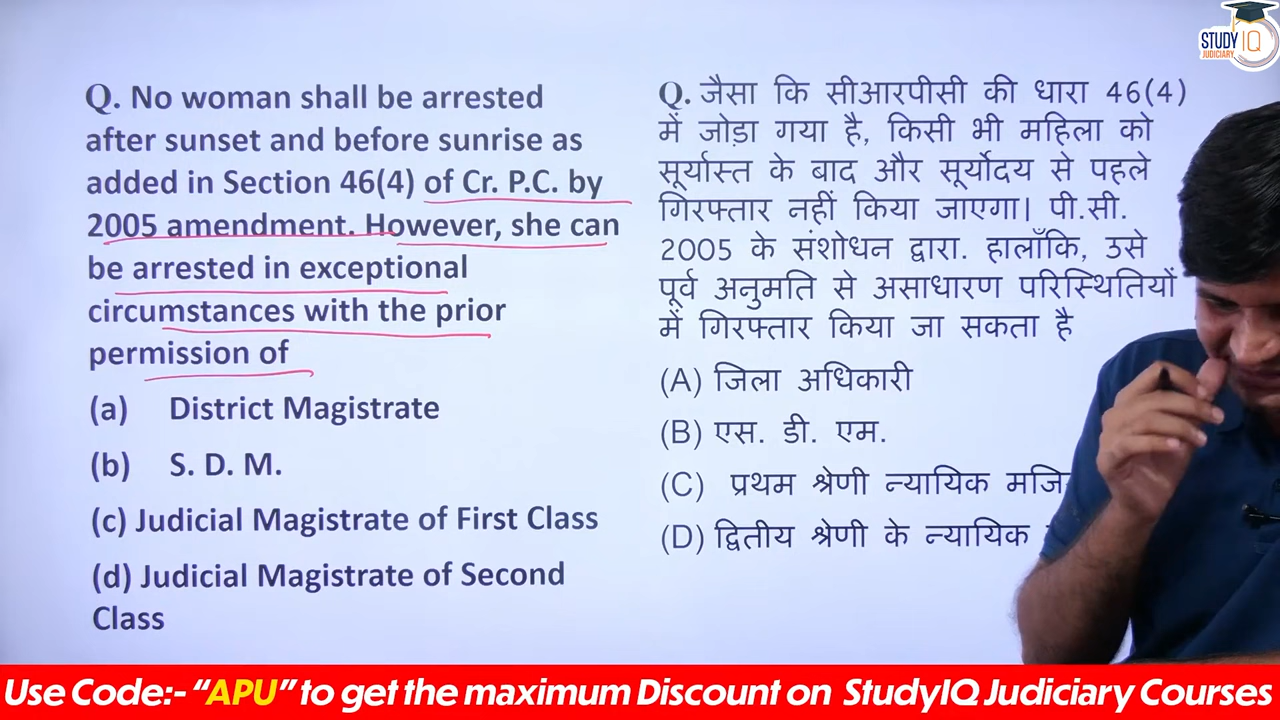 STUDY IQ
JUDICIARY
Q. No woman shall be arrested
after sunset and before sunrise as
added in Section 46(4) of Cr. P.C. by
2005 amendment. However, she can
be arrested in exceptional
circumstances with the prior
permission of
(a) District Magistrate
(b) S. D. M.
(c) Judicial Magistrate of First Class
(d) Judicial Magistrate of Second
Class
Q. जैसा कि सीआरपीसी की धारा 46(4)
में जोड़ा गया है, किसी भी महिला को
सूर्यास्त के बाद और सूर्योदय से पहले
गिरफ्तार नहीं किया जाएगा। पी.सी.
2005 के संशोधन द्वारा. हालाँकि, उसे
पूर्व अनुमति से असाधारण परिस्थितियों
में गिरफ्तार किया जा सकता है
(A) जिला अधिकारी
(B) एस. डी. एम.
(C) प्रथम श्रेणी न्यायिक
(D) द्वितीय श्रेणी के न्यायिक
Use Code:- “APU” to get the maximum Discount on StudyIQ Judiciary Courses